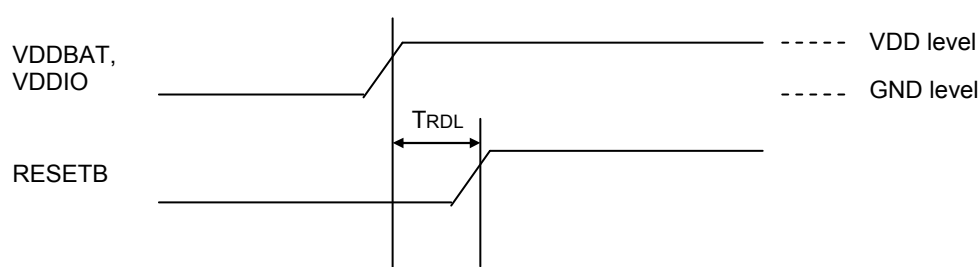 VDDBAT,
VDDIO
VDD level
GND level
TRDL
RESETB